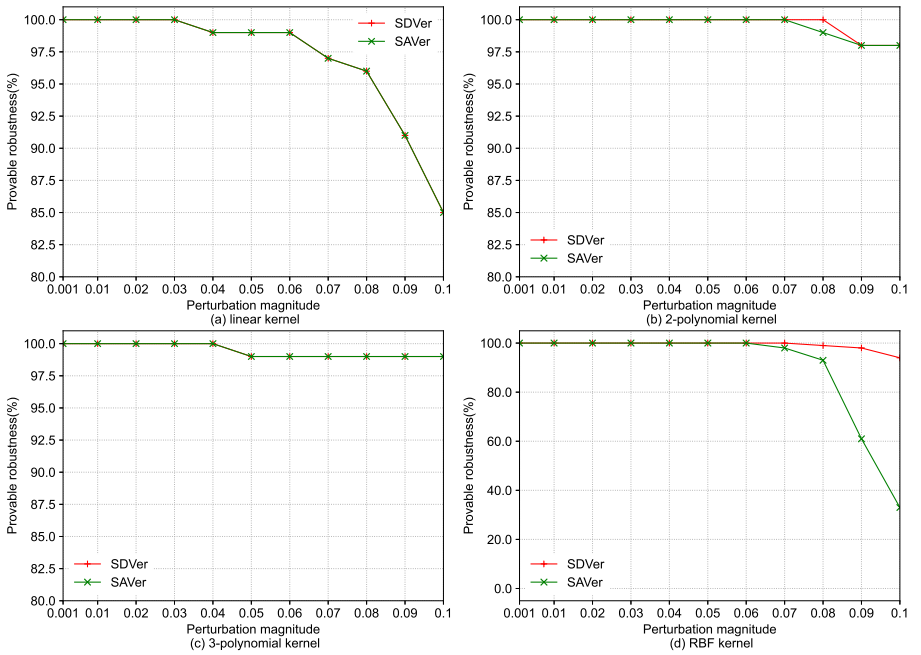 100.0
97.5
95.0
92.5
90.0
87.5
85.0
82.5
80.0
Provable robustness(%)
SDVer
SAVer
0.001 0.01 0.02 0.03 0.04 0.05 0.06 0.07 0.08 0.09 0.1
Perturbation magnitude
(a) linear kernel
100.0
97.5
95.0
92.5
90.0
87.5
85.0
82.5
80.0
Provable robustness(%)
SDVer
SAVer
0.001 0.01 0.02 0.03 0.04 0.05 0.06 0.07 0.08 0.09 0.1
Perturbation magnitude
(b) 2-polynomial kernel
100.0
97.5
95.0
92.5
90.0
87.5
85.0
82.5
80.0
Provable robustness(%)
SDVer
SAVer
0.001 0.01 0.02 0.03 0.04 0.05 0.06 0.07 0.08 0.09 0.1
Perturbation magnitude
(c) 3-polynomial kernel
100.0
80.0
60.0
40.0
20.0
0.0
Provable robustness(%)
SDVer
SAVer
0.001 0.01 0.02 0.03 0.04 0.05 0.06 0.07 0.08 0.09 0.1
Perturbation magnitude
(d) RBF kernel